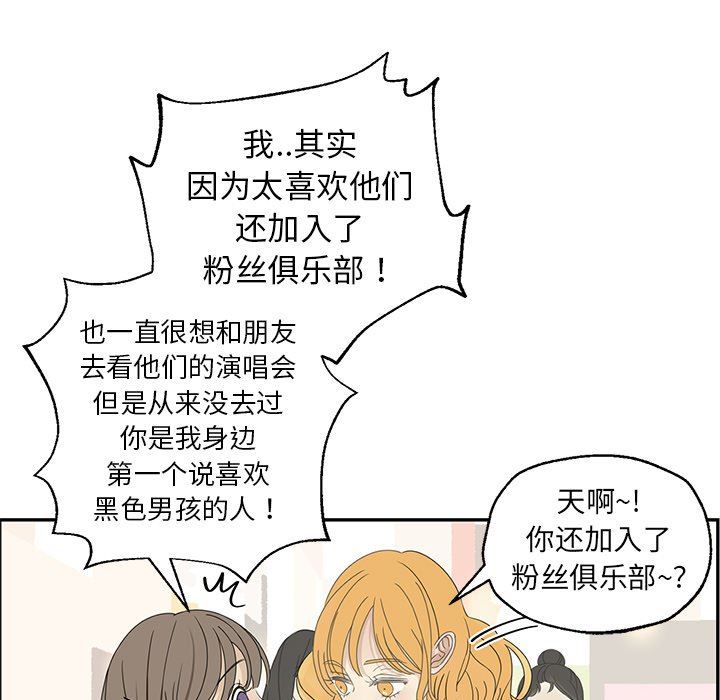 我..其实
因为太喜欢他们
还加入了
粉丝俱乐部！
也一直很想和朋友
去看他们的演唱会
但是从来没去过
你是我身边
第一个说喜欢
黑色男孩的人！
天啊~!
你还加入了
粉丝俱乐部~?